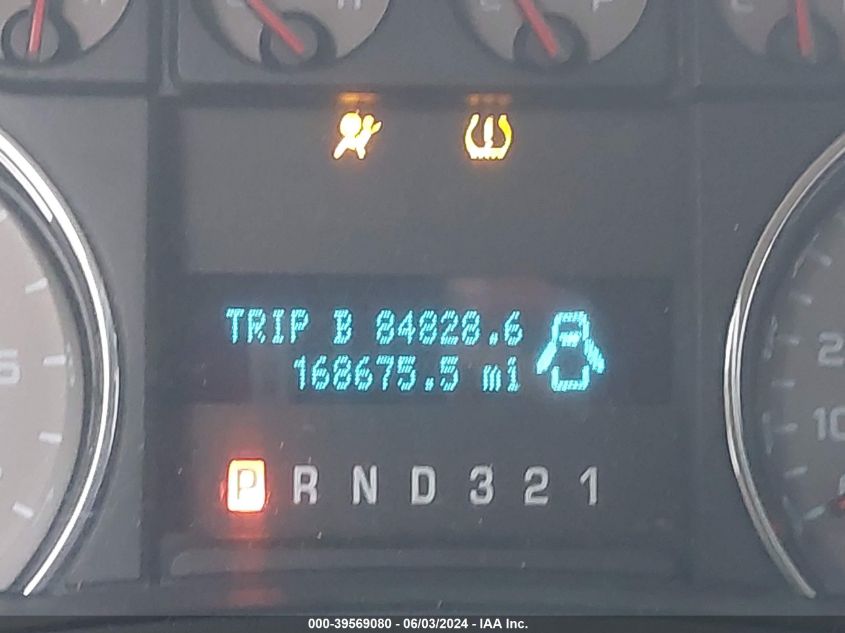 TRIP B 84828.6
168675.5 mi
P R N D 3 2 1
000-39569080 - 06/03/2024 - IAA Inc.